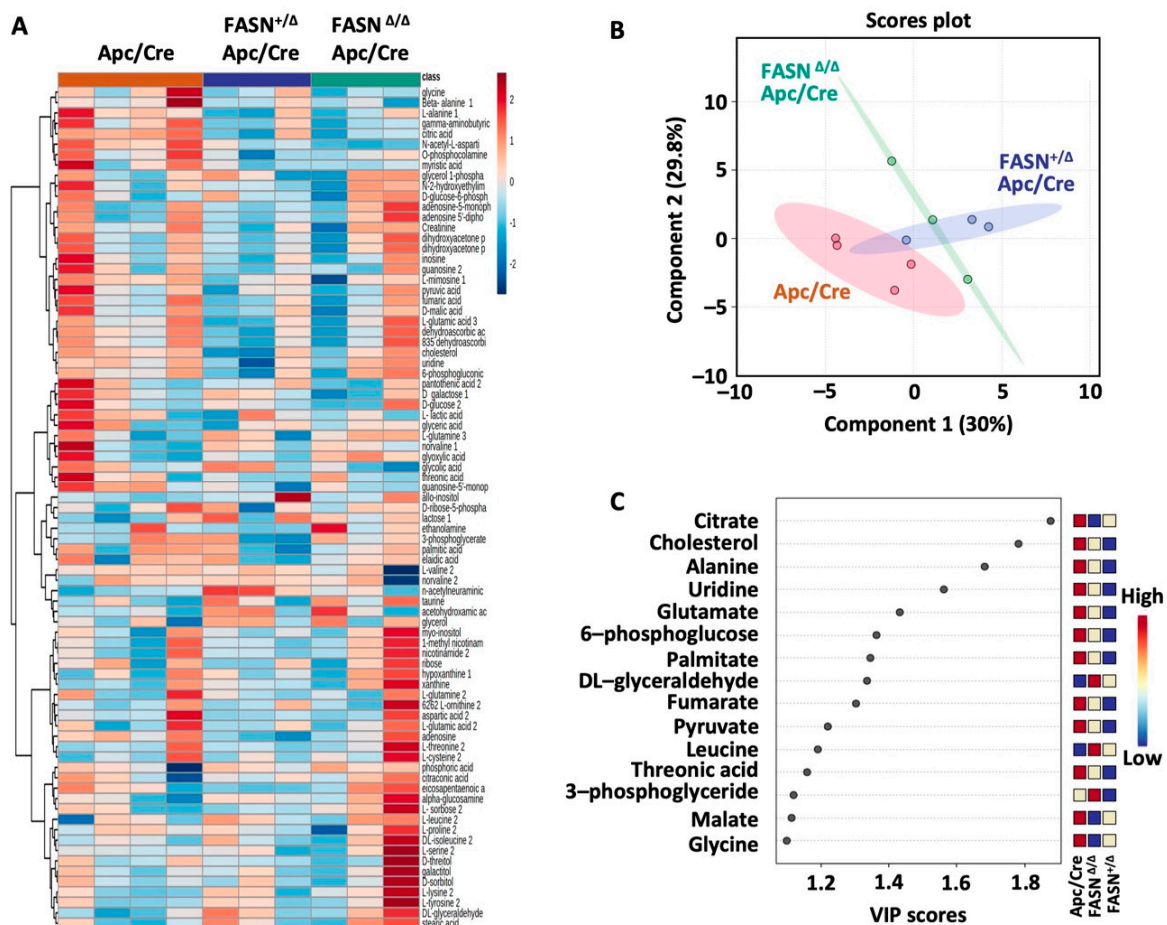 A
Apc/Cre
FASN+/Δ
Apc/Cre
FASN Δ/Δ
Apc/Cre
class
glycine
Beta- alanine 1
L-alanine 1
gamma-aminobutyric
citric acid
N-acetyl-L-asparti
O-phosphocolamine
myristic acid
glycerol 1-phospha
N-2-hydroxyethylim
D-glucose-6-phosph
adenosine-5-monoph
adenosine 5'-dipho
Creatinine
dihydroxyacetone p
dihydroxyacetone p
inosine
guanosine 2
L-mimosine 1
pyruvic acid
fumaric acid
D-malic acid
L-glutamic acid 3
dehydroascorbic ac
835 dehydroascorbi
cholesterol
uridine
6-phosphogluconic
pantothenic acid 2
D galactose 1
D-glucose 2
L- lactic acid
glyceric acid
L-glutamine 3
norvaline 1
glyoxylic acid
glycolic acid
threonic acid
guanosine-5'-monop
allo-inositol
D-ribose-5-phospha
lactose 1
ethanolamine
3-phosphoglycerate
palmitic acid
elaidic acid
L-valine 2
norvaline 2
n-acetylneuraminic
taurine
acetohydroxamic ac
glycerol
myo-inositol
1-methyl nicotinam
nicotinamide 2
ribose
hypoxanthine 1
xanthine
L-glutamine 2
6262 L-ornithine 2
aspartic acid 2
L-glutamic acid 2
adenosine
L-threonine 2
L-cysteine 2
phosphoric acid
citraconic acid
eicosapentaenoic a
alpha-glucosamine
L- sorbose 2
L-leucine 2
L-proline 2
DL-isoleucine 2
L-serine 2
D-threitol
galactitol
D-sorbitol
L-lysine 2
L-tyrosine 2
DL-glyceraldehyde
stearic acid
2
1
0
-1
-2
B
Scores plot
FASN Δ/Δ
Apc/Cre
FASN+/Δ
Apc/Cre
Apc/Cre
Component 2 (29.8%)
10
5
0
−5
−10
−10
−5
0
5
10
Component 1 (30%)
C
Citrate
Cholesterol
Alanine
Uridine
Glutamate
6–phosphoglucose
Palmitate
DL–glyceraldehyde
Fumarate
Pyruvate
Leucine
Threonic acid
3–phosphoglyceride
Malate
Glycine
1.2
1.4
1.6
1.8
VIP scores
High
Low
Apc/Cre
FASN Δ/Δ
FASN+/Δ